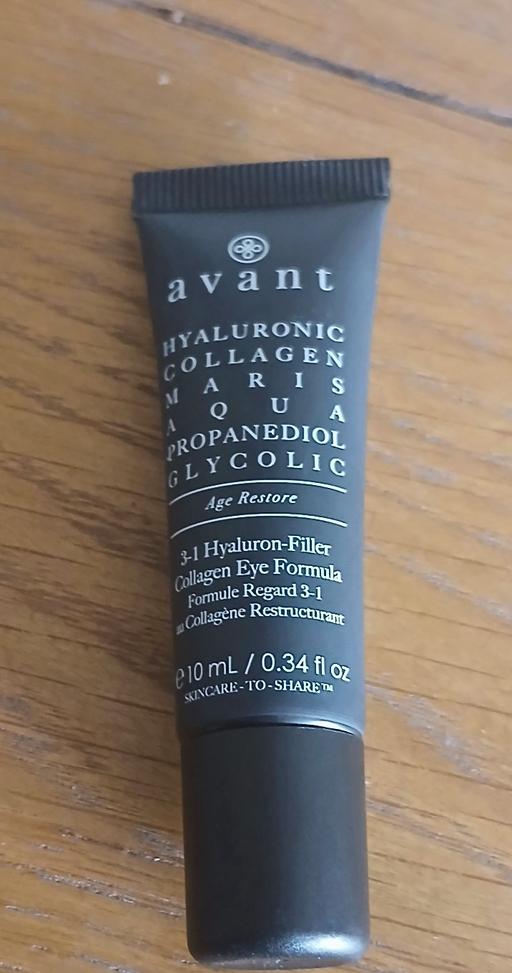 avant
HYALURONIC
COLLAGEN
MARIS
AQUA
PROPANEDIOL
GLYCOLIC
Age Restore
3-1 Hyaluron-Filler
Collagen Eye Formula
Formule Regard 3-1
au Collagène Restructurant
℮10 mL / 0.34 fl oz
SKINCARE-TO-SHARE™